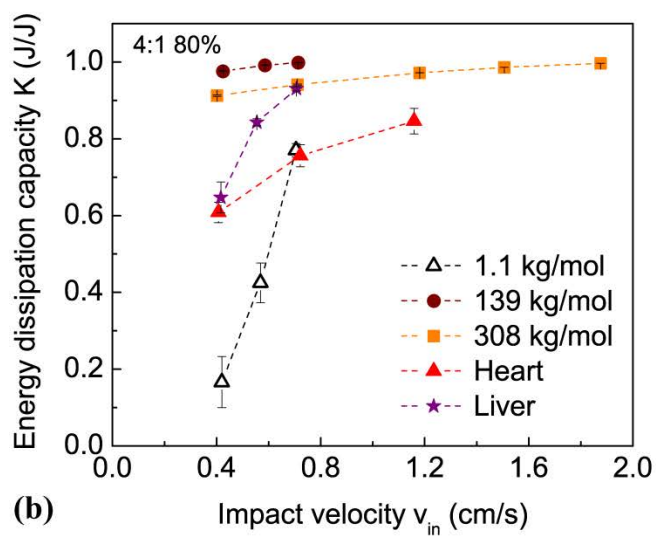 4:1 80%
Energy dissipation capacity K (J/J)
1.0
0.8
0.6
0.4
0.2
0.0
1.1 kg/mol
139 kg/mol
308 kg/mol
Heart
Liver
0.0 0.4 0.8 1.2 1.6 2.0
(b) Impact velocity v_in (cm/s)